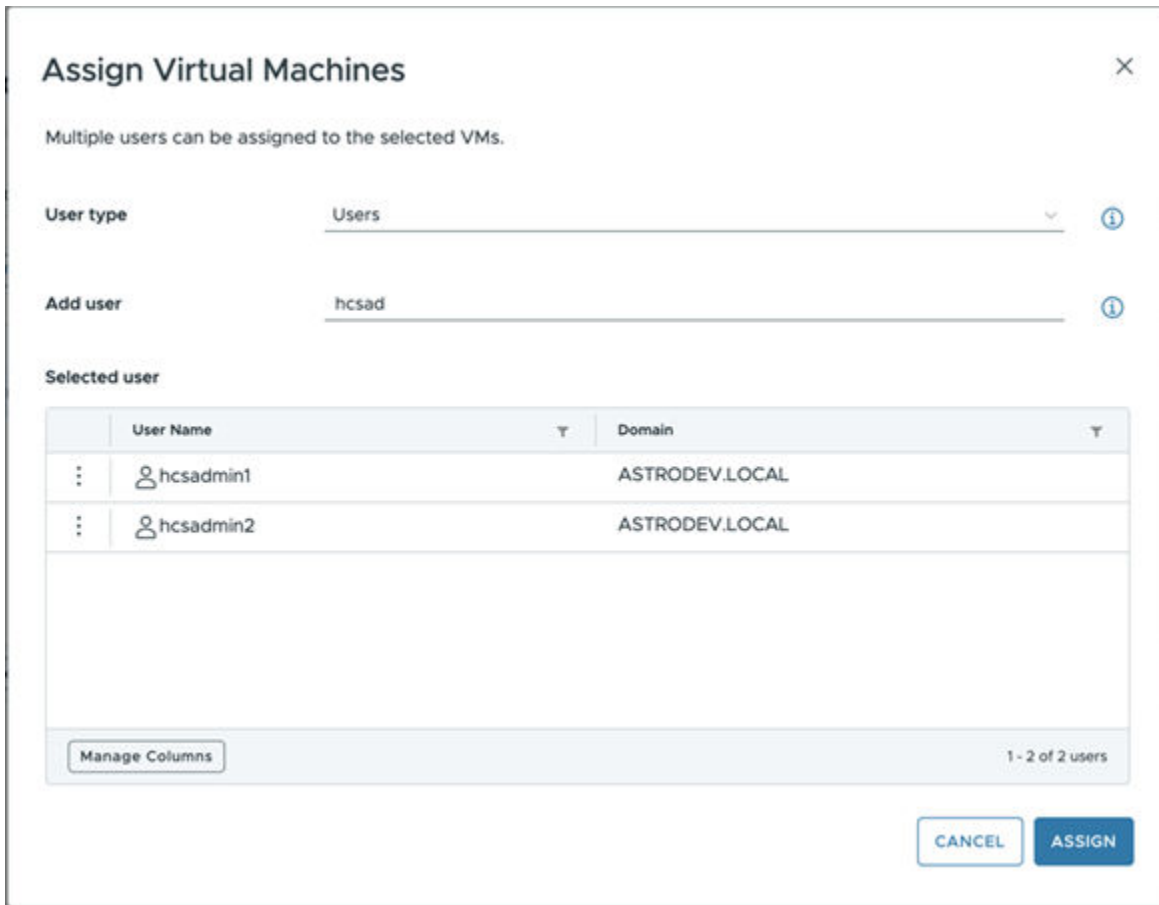 Assign Virtual Machines
Multiple users can be assigned to the selected VMs.
User type Users
Add user hcsad
Selected user
User Name Domain
hcsadmin1 ASTRODEV.LOCAL
hcsadmin2 ASTRODEV.LOCAL
Manage Columns 1 - 2 of 2 users
CANCEL ASSIGN